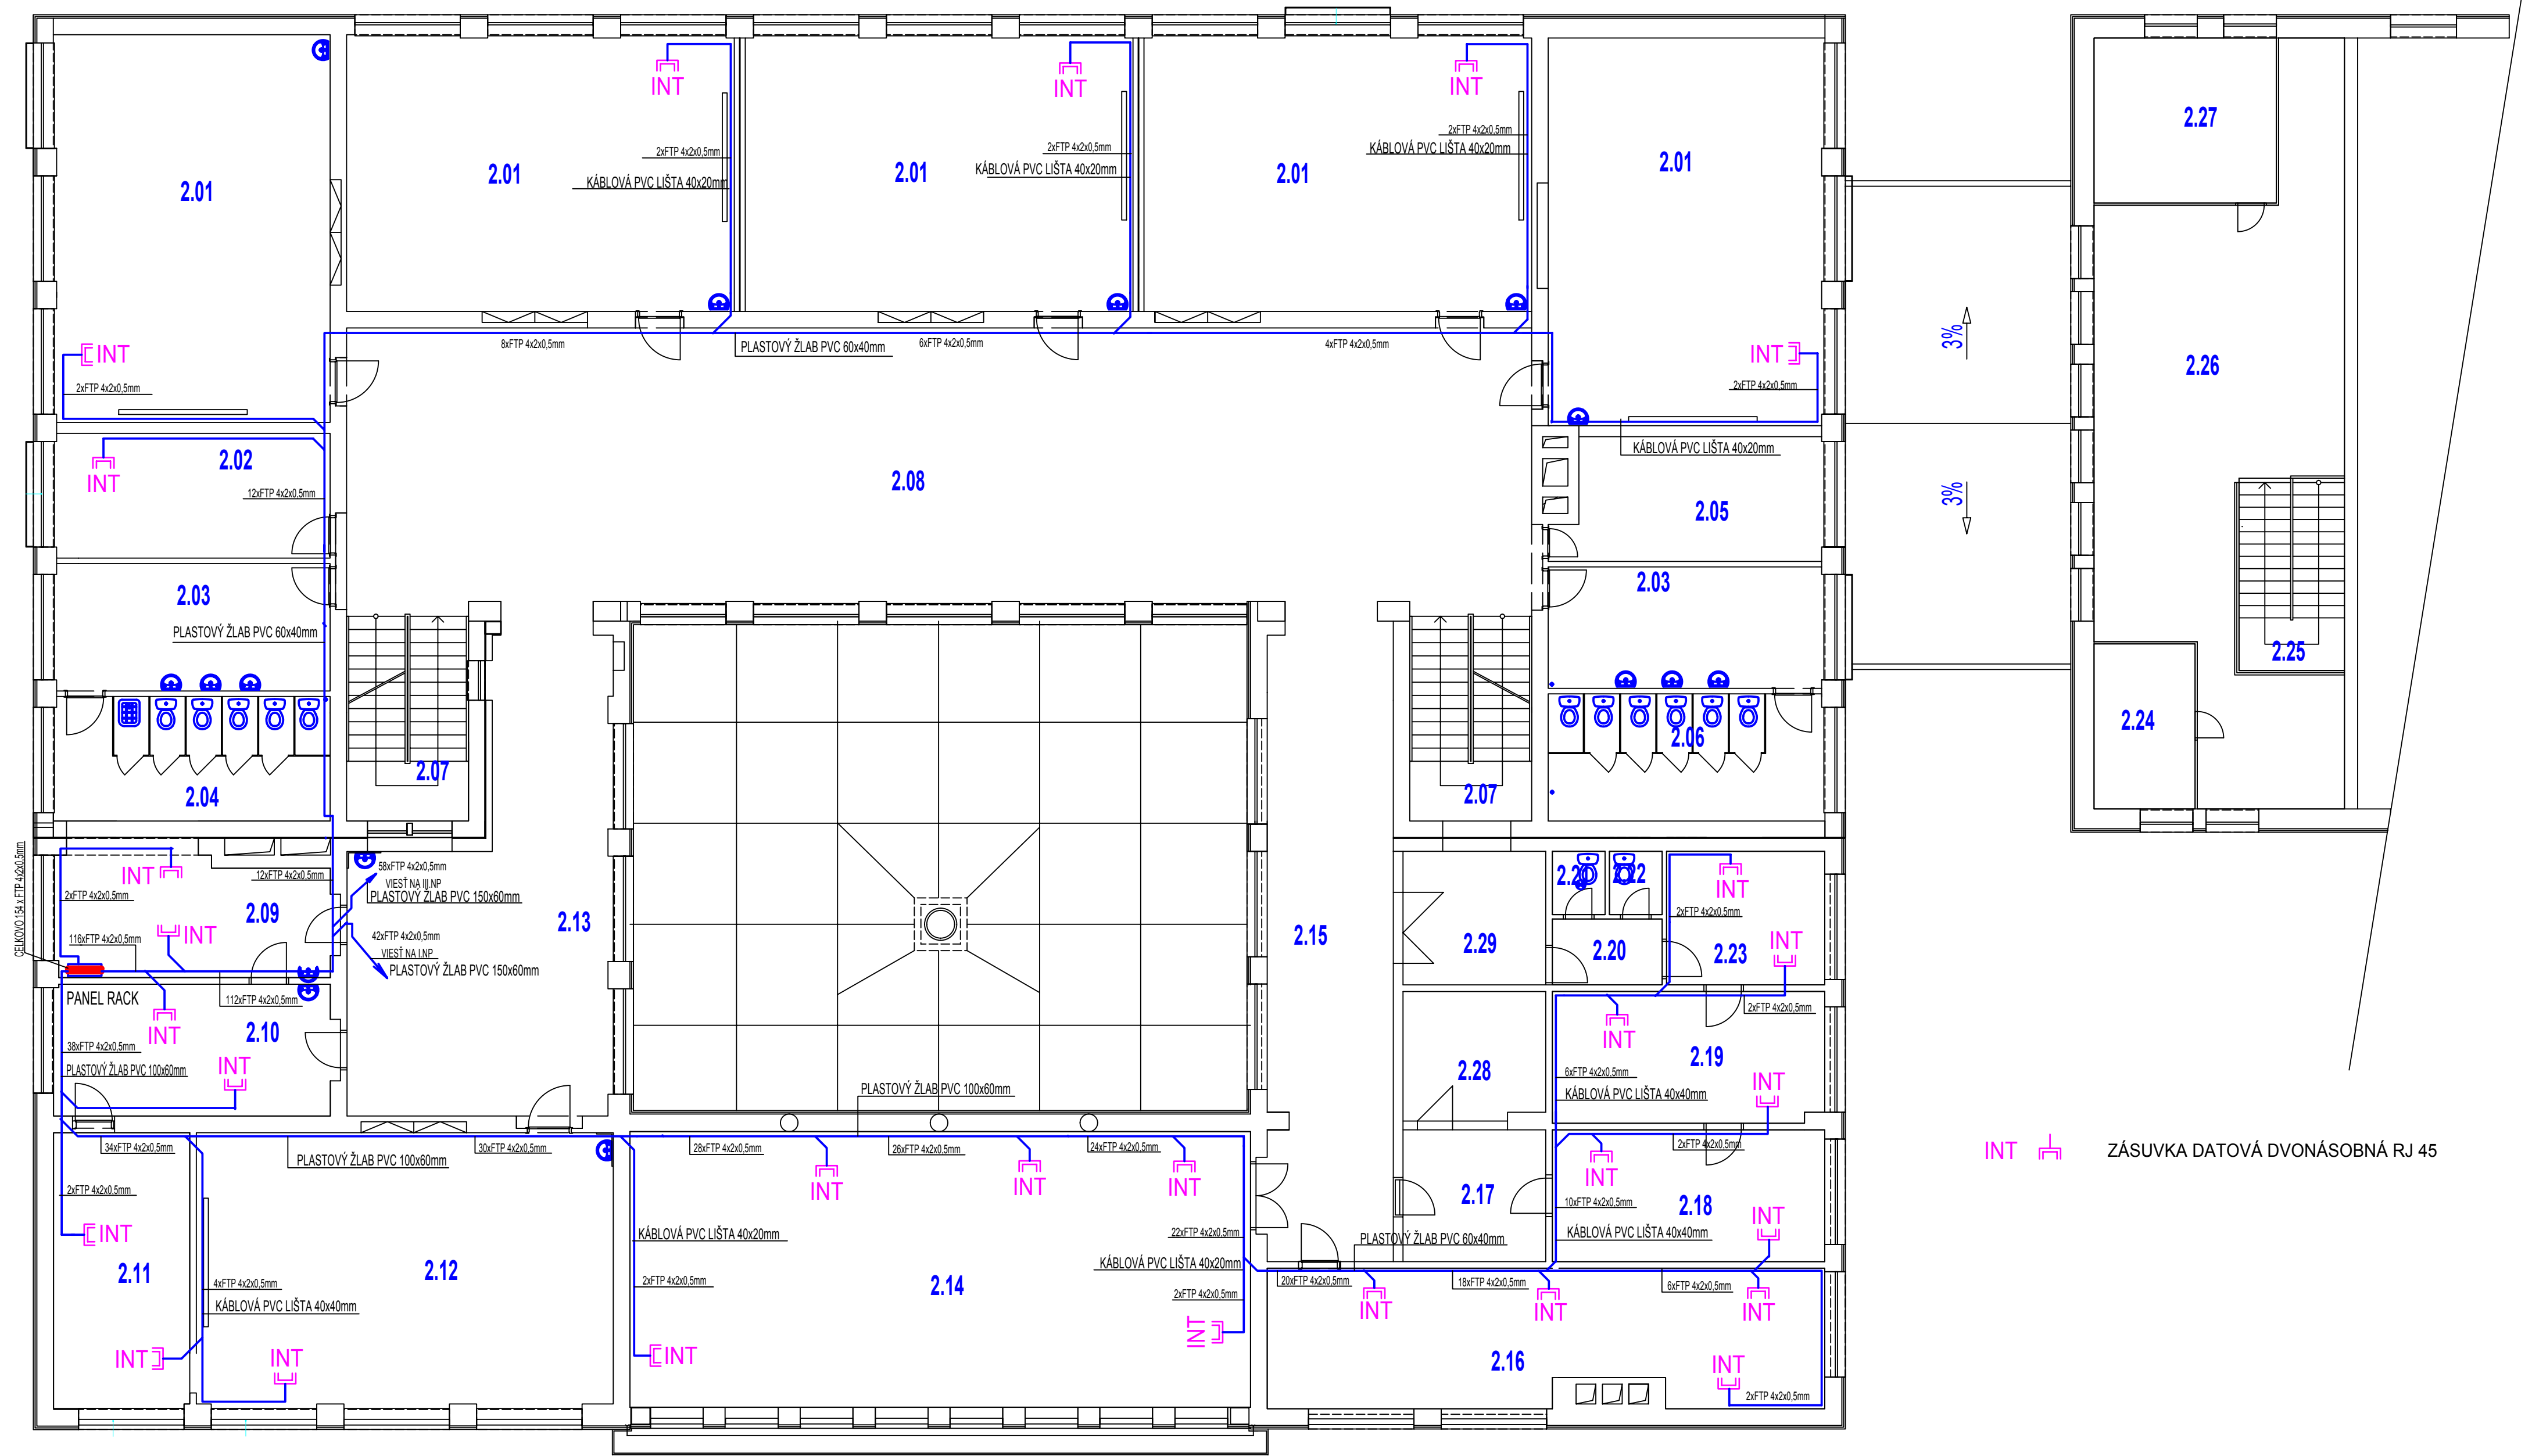 INT
INT
INT
2.27
2xFTP 4x2x0,5mm
KÁBLOVÁ PVC LIŠTA 40x20mm
2xFTP 4x2x0,5mm
KÁBLOVÁ PVC LIŠTA 40x20mm
2xFTP 4x2x0,5mm
KÁBLOVÁ PVC LIŠTA 40x20mm
2.01
2.01
2.01
2.01
2.01
8xFTP 4x2x0,5mm
PLASTOVÝ ŽLAB PVC 60x40mm
6xFTP 4x2x0,5mm
4xFTP 4x2x0,5mm
3%
INT
INT
2.26
2xFTP 4x2x0,5mm
2xFTP 4x2x0,5mm
KÁBLOVÁ PVC LIŠTA 40x20mm
2.02
INT
12xFTP 4x2x0,5mm
2.08
3%
2.05
2.03
2.03
PLASTOVÝ ŽLAB PVC 60x40mm
2.25
2.24
2.06
2.07
2.04
2.07
CELKOVO 154 x FTP 4x2x0,5mm
INT
12xFTP 4x2x0,5mm
58xFTP 4x2x0,5mm
VIESŤ NA III.NP
PLASTOVÝ ŽLAB PVC 150x60mm
2xFTP 4x2x0,5mm
2.09
2.13
INT
116xFTP 4x2x0,5mm
42xFTP 4x2x0,5mm
VIESŤ NA I.NP
PLASTOVÝ ŽLAB PVC 150x60mm
2.15
2.29
2.22
INT
2xFTP 4x2x0,5mm
INT
2.20
2.23
PANEL RACK
112xFTP 4x2x0,5mm
INT
2.10
2xFTP 4x2x0,5mm
INT
38xFTP 4x2x0,5mm
PLASTOVÝ ŽLAB PVC 100x60mm
INT
2.28
2.19
6xFTP 4x2x0,5mm
INT
KÁBLOVÁ PVC LIŠTA 40x40mm
PLASTOVÝ ŽLAB PVC 100x60mm
34xFTP 4x2x0,5mm
PLASTOVÝ ŽLAB PVC 100x60mm
30xFTP 4x2x0,5mm
28xFTP 4x2x0,5mm
26xFTP 4x2x0,5mm
24xFTP 4x2x0,5mm
2xFTP 4x2x0,5mm
INT
ZÁSUVKA DATOVÁ DVONÁSOBNÁ RJ 45
2xFTP 4x2x0,5mm
INT
INT
INT
2.17
INT
10xFTP 4x2x0,5mm
2.18
INT
INT
KÁBLOVÁ PVC LIŠTA 40x20mm
22xFTP 4x2x0,5mm
PLASTOVÝ ŽLAB PVC 60x40mm
KÁBLOVÁ PVC LIŠTA 40x40mm
2.11
2.12
KÁBLOVÁ PVC LIŠTA 40x20mm
4xFTP 4x2x0,5mm
2xFTP 4x2x0,5mm
2.14
2xFTP 4x2x0,5mm
20xFTP 4x2x0,5mm
18xFTP 4x2x0,5mm
6xFTP 4x2x0,5mm
KÁBLOVÁ PVC LIŠTA 40x40mm
INT
INT
INT
INT
INT
INT
INT
2.16
INT
2xFTP 4x2x0,5mm